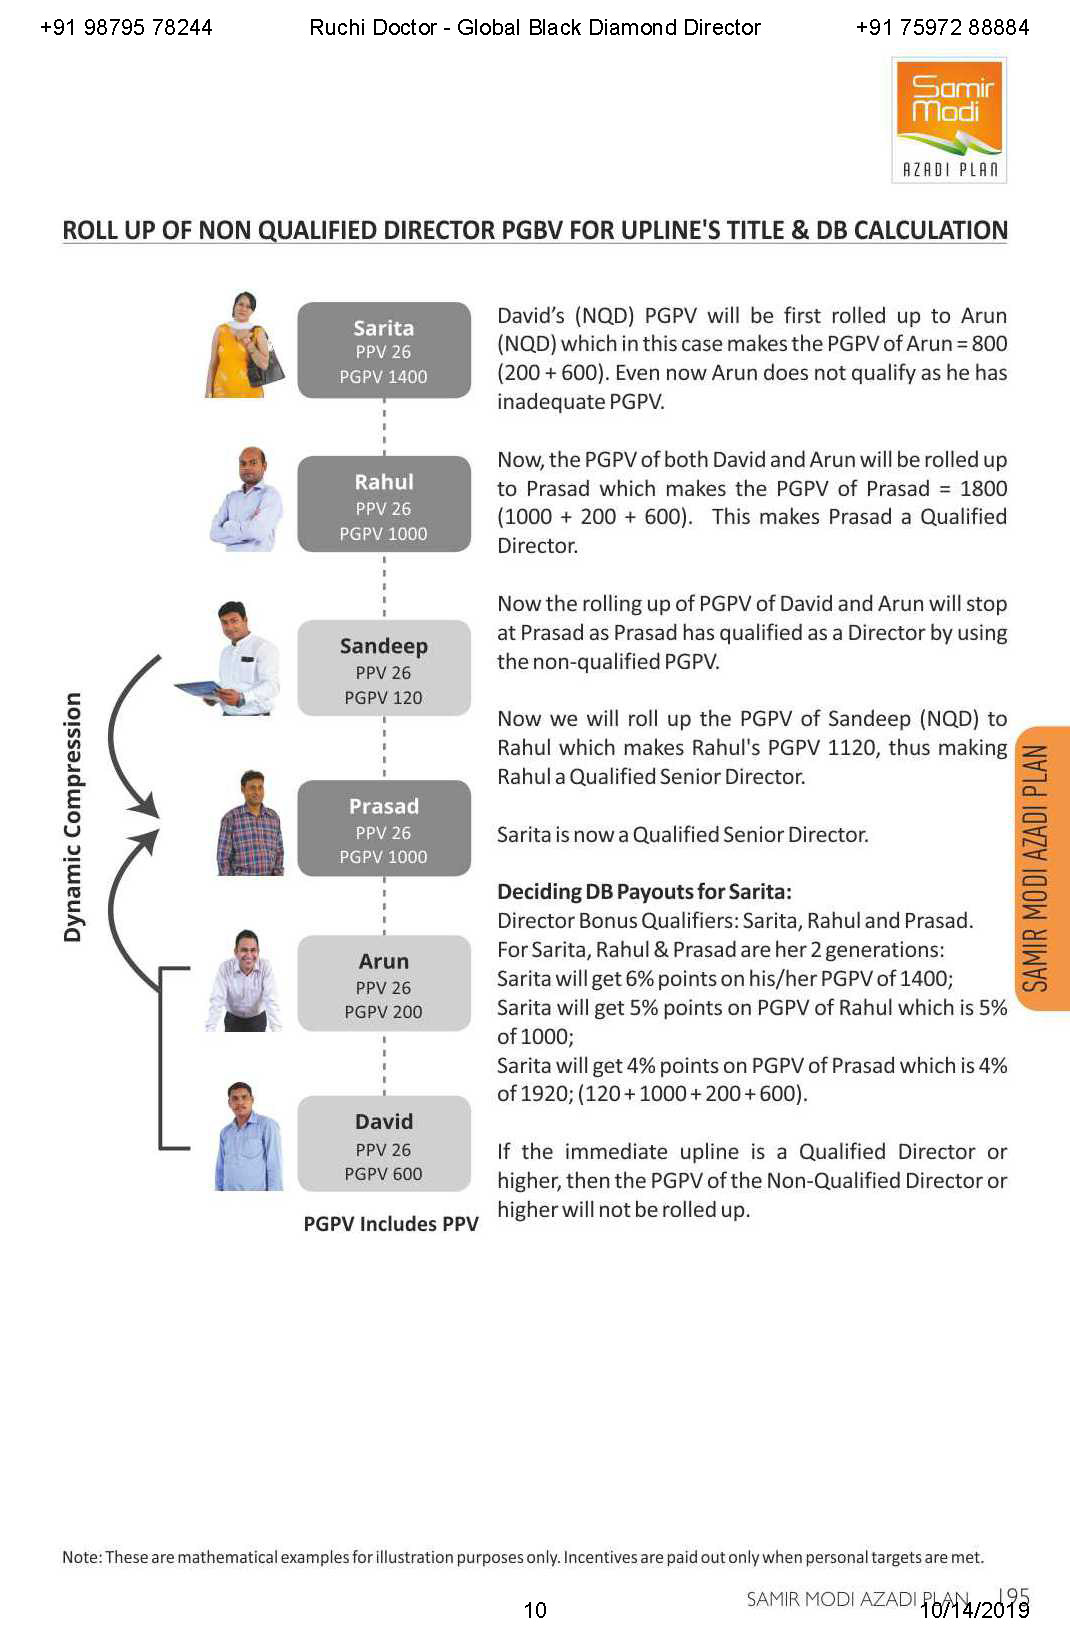 +91 98795 78244 Ruchi Doctor - Global Black Diamond Director +91 75972 88884
Samir
Modi
AZADI PLAN
ROLL UP OF NON QUALIFIED DIRECTOR PGBV FOR UPLINE'S TITLE & DB CALCULATION
Sarita
PPV 26
PGPV 1400
Rahul
PPV 26
PGPV 1000
Sandeep
PPV 26
PGPV 120
Prasad
PPV 26
PGPV 1000
Arun
PPV 26
PGPV 200
David
PPV 26
PGPV 600
PGPV Includes PPV
Dynamic Compression
David's (NQD) PGPV will be first rolled up to Arun
(NQD) which in this case makes the PGPV of Arun = 800
(200 + 600). Even now Arun does not qualify as he has
inadequate PGPV.
Now, the PGPV of both David and Arun will be rolled up
to Prasad which makes the PGPV of Prasad = 1800
(1000 + 200 + 600). This makes Prasad a Qualified
Director.
Now the rolling up of PGPV of David and Arun will stop
at Prasad as Prasad has qualified as a Director by using
the non-qualified PGPV.
Now we will roll up the PGPV of Sandeep (NQD) to
Rahul which makes Rahul's PGPV 1120, thus making
Rahul a Qualified Senior Director.
Sarita is now a Qualified Senior Director.
Deciding DB Payouts for Sarita:
Director Bonus Qualifiers: Sarita, Rahul and Prasad.
For Sarita, Rahul & Prasad are her 2 generations:
Sarita will get 6% points on his/her PGPV of 1400;
Sarita will get 5% points on PGPV of Rahul which is 5%
of 1000;
Sarita will get 4% points on PGPV of Prasad which is 4%
of 1920; (120 + 1000 + 200 + 600).
If the immediate upline is a Qualified Director or
higher, then the PGPV of the Non-Qualified Director or
higher will not be rolled up.
SAMIR MODI AZADI PLAN
Note: These are mathematical examples for illustration purposes only. Incentives are paid out only when personal targets are met.
SAMIR MODI AZADI PLAN 195
10 10/14/2019